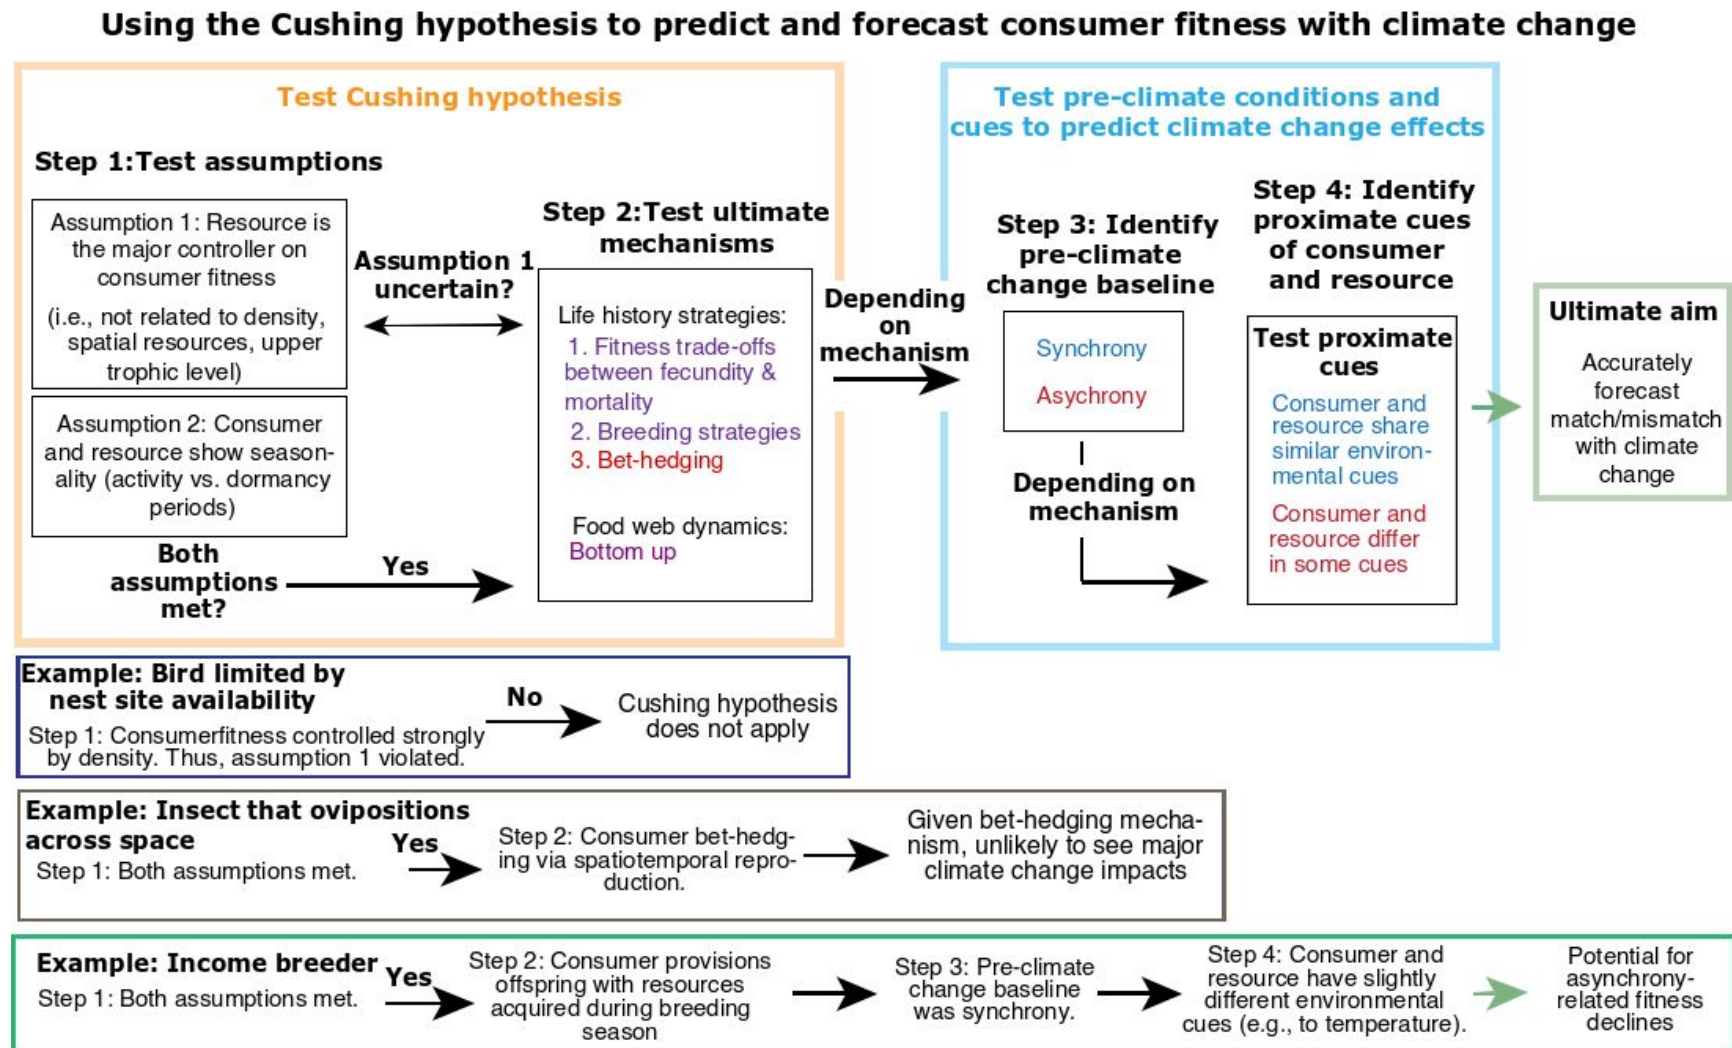 Using the Cushing hypothesis to predict and forecast consumer fitness with climate change
Test Cushing hypothesis
Step 1:Test assumptions
Assumption 1: Resource is
the major controller on
consumer fitness
(i.e., not related to density,
spatial resources, upper
trophic level)
Assumption 2: Consumer
and resource show season-
ality (activity vs. dormancy
periods)
Both
assumptions
met?
Yes
Assumption 1
uncertain?
Step 2:Test ultimate
mechanisms
Life history strategies:
1. Fitness trade-offs
between fecundity &
mortality
2. Breeding strategies
3. Bet-hedging
Food web dynamics:
Bottom up
Depending
on
mechanism
Test pre-climate conditions and
cues to predict climate change effects
Step 3: Identify
pre-climate
change baseline
Synchrony
Asychrony
Depending on
mechanism
Step 4: Identify
proximate cues
of consumer
and resource
Test proximate
cues
Consumer and
resource share
similar environ-
mental cues
Consumer and
resource differ
in some cues
Ultimate aim
Accurately
forecast
match/mismatch
with climate
change
Example: Bird limited by
nest site availability
Step 1: Consumerfitness controlled strongly
by density. Thus, assumption 1 violated.
No
Cushing hypothesis
does not apply
Example: Insect that ovipositions
across space
Step 1: Both assumptions met.
Yes
Step 2: Consumer bet-hedg-
ing via spatiotemporal repro-
duction.
Given bet-hedging mecha-
nism, unlikely to see major
climate change impacts
Example: Income breeder
Step 1: Both assumptions met.
Yes
Step 2: Consumer provisions
offspring with resources
acquired during breeding
season
Step 3: Pre-climate
change baseline
was synchrony.
Step 4: Consumer and
resource have slightly
different environmental
cues (e.g., to temperature).
Potential for
asynchrony-
related fitness
declines